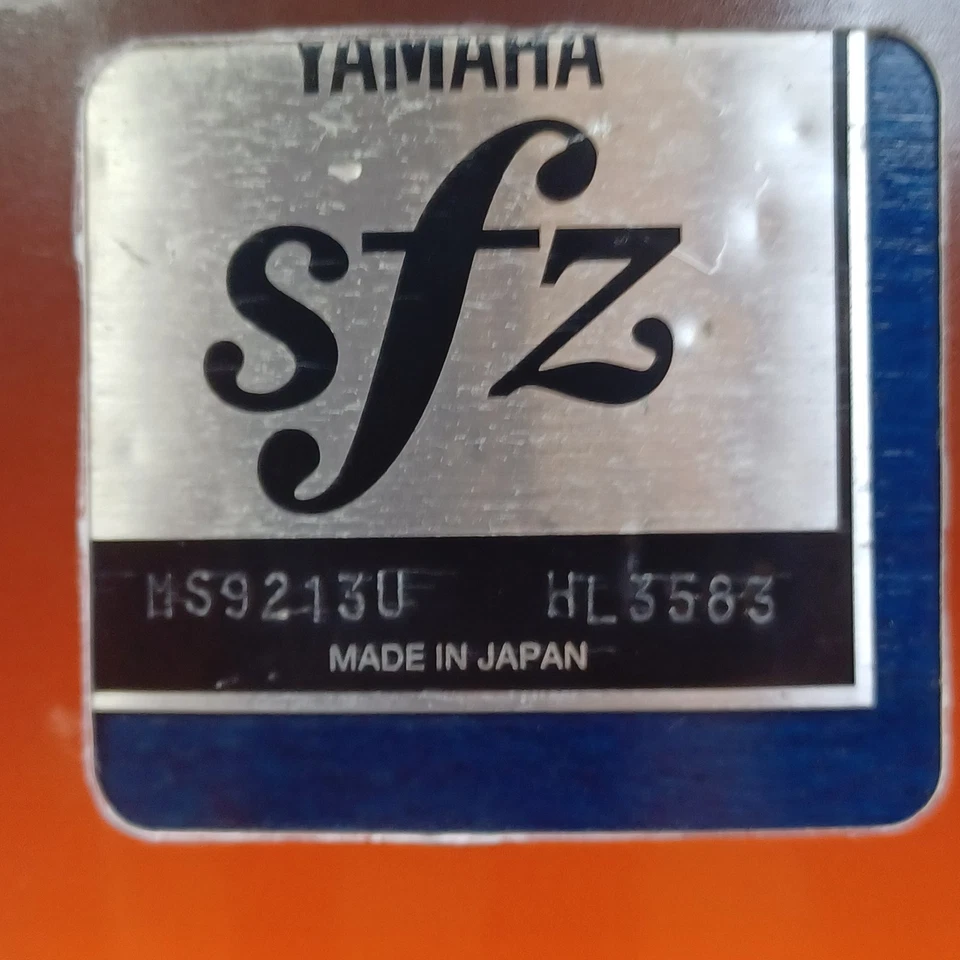 YAMAHA
sfz
MS9213U HL3583
MADE IN JAPAN